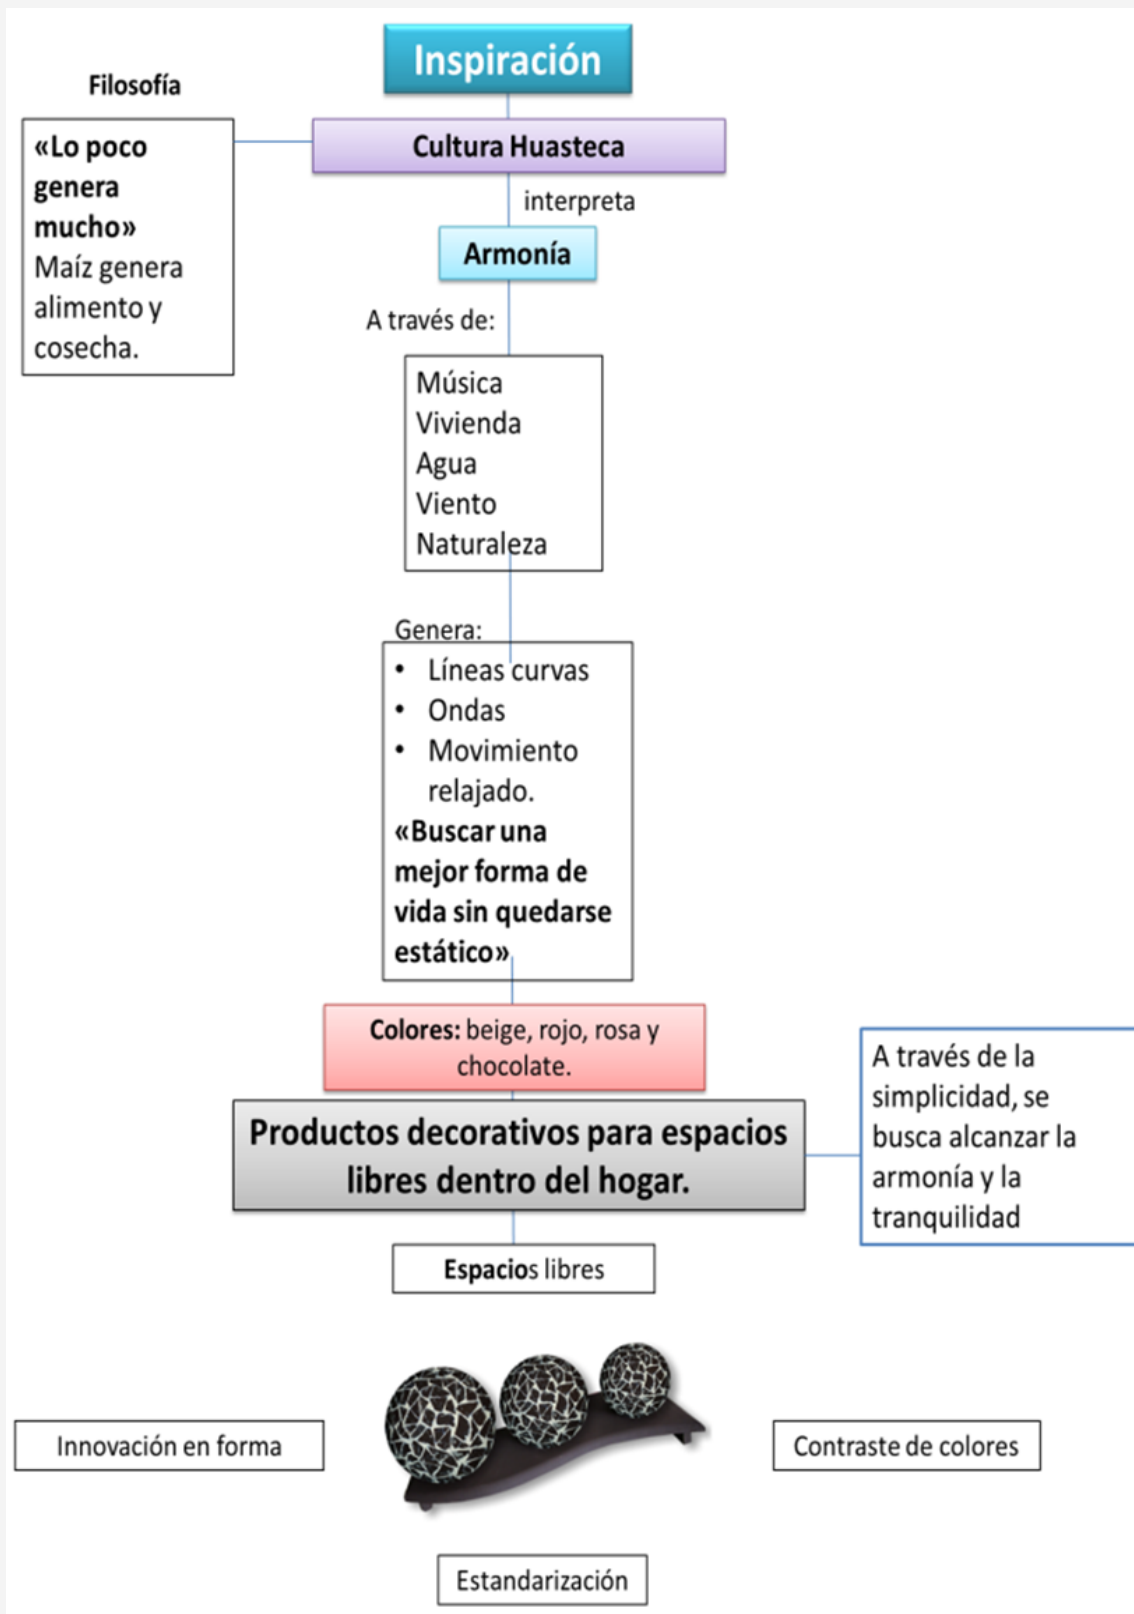 Inspiración
Filosofía
Cultura Huasteca
«Lo poco
genera
mucho»
Maíz genera
alimento y
cosecha.
interpreta
Armonía
A través de:
Música
Vivienda
Agua
Viento
Naturaleza
Genera:
• Líneas curvas
• Ondas
• Movimiento
relajado.
«Buscar una
mejor forma de
vida sin quedarse
estático»
Colores: beige, rojo, rosa y
chocolate.
Productos decorativos para espacios
libres dentro del hogar.
A través de la
simplicidad, se
busca alcanzar la
armonía y la
tranquilidad
Espacios libres
Innovación en forma
Contraste de colores
Estandarización